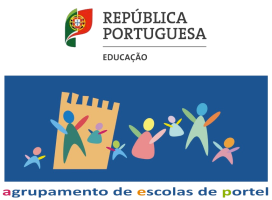 REPÚBLICA
PORTUGUESA
EDUCAÇÃO
agrupamento de escolas de portel